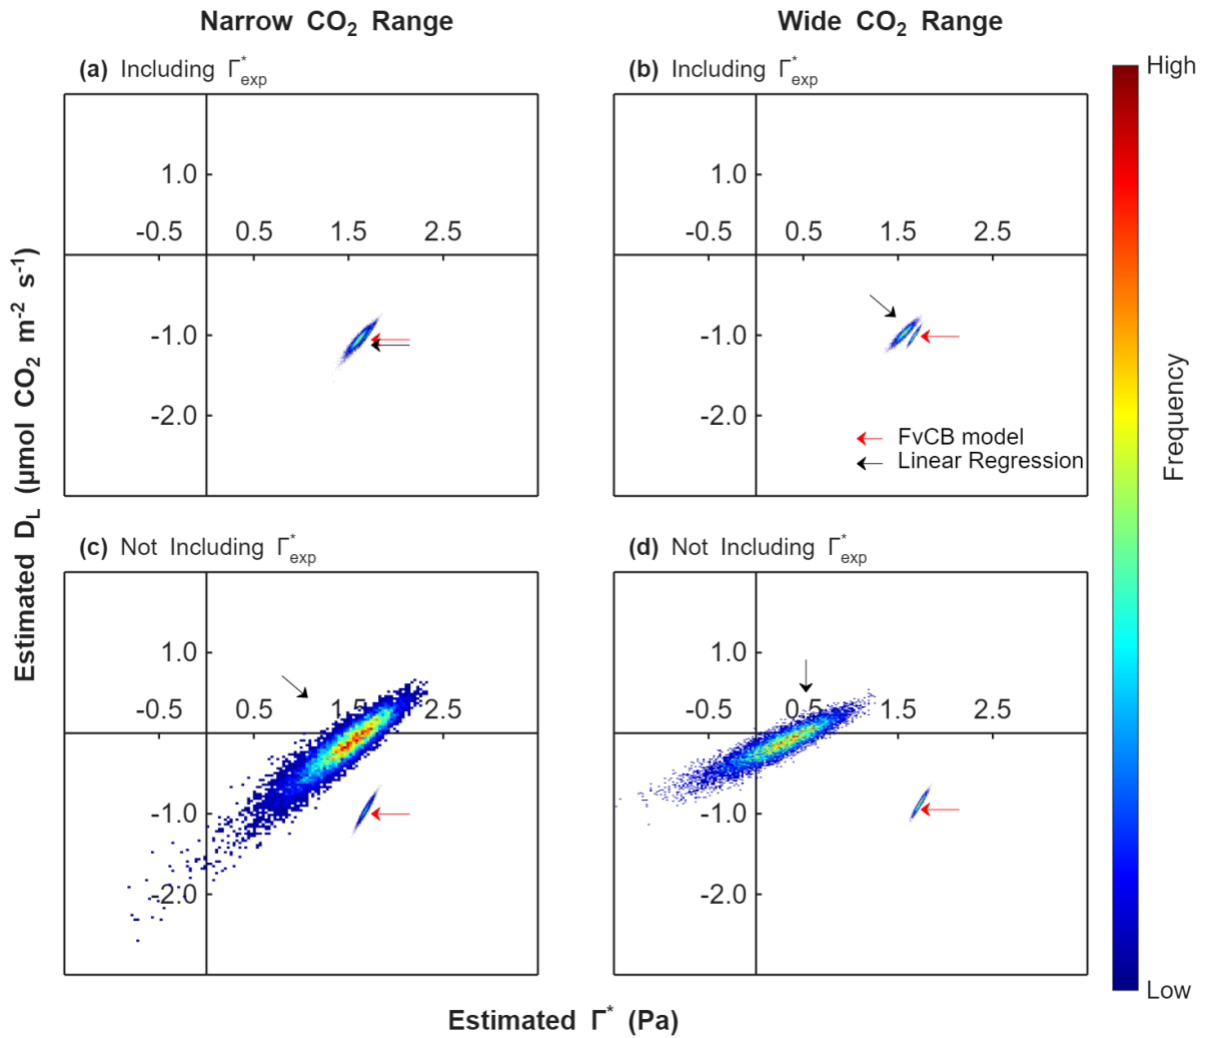 Narrow CO₂ Range
Wide CO₂ Range
(a) Including Γ*exp
(b) Including Γ*exp
High
1.0
-0.5 0.5 1.5 2.5
-1.0
-2.0
1.0
-0.5 0.5 1.5 2.5
-1.0
-2.0
FvCB model
Linear Regression
Estimated D_L (μmol CO₂ m⁻² s⁻¹)
Frequency
(c) Not Including Γ*exp
(d) Not Including Γ*exp
1.0
-0.5 0.5 1.5 2.5
-1.0
-2.0
1.0
-0.5 0.5 1.5 2.5
-1.0
-2.0
Low
Estimated Γ* (Pa)